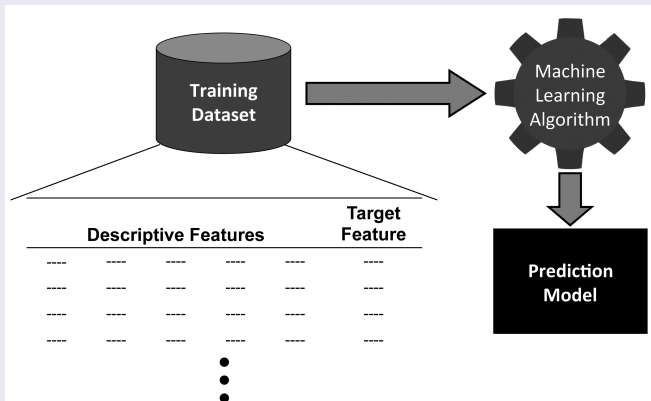 Training
Dataset
Machine
Learning
Algorithm
Target
Descriptive Features Feature
---- ---- ---- ---- ---- ----
---- ---- ---- ---- ---- ----
---- ---- ---- ---- ---- ----
---- ---- ---- ---- ---- ----
Prediction
Model